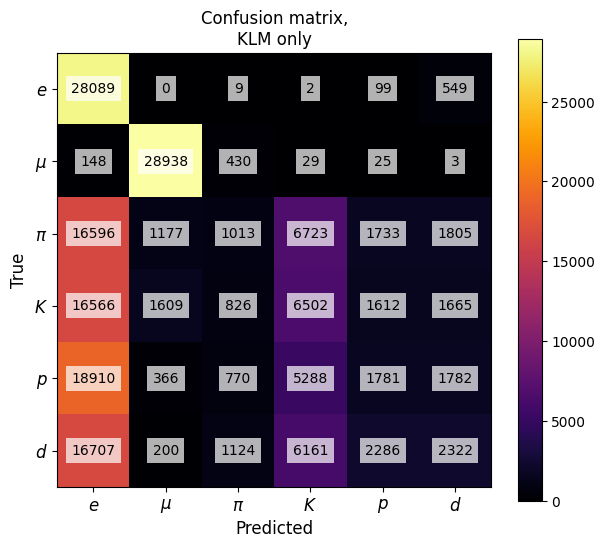 Confusion matrix,
KLM only
e 28089 0 9 2 99 549
μ 148 28938 430 29 25 3
π 16596 1177 1013 6723 1733 1805
K 16566 1609 826 6502 1612 1665
p 18910 366 770 5288 1781 1782
d 16707 200 1124 6161 2286 2322
e μ π K p d
Predicted
True
25000
20000
15000
10000
5000
0